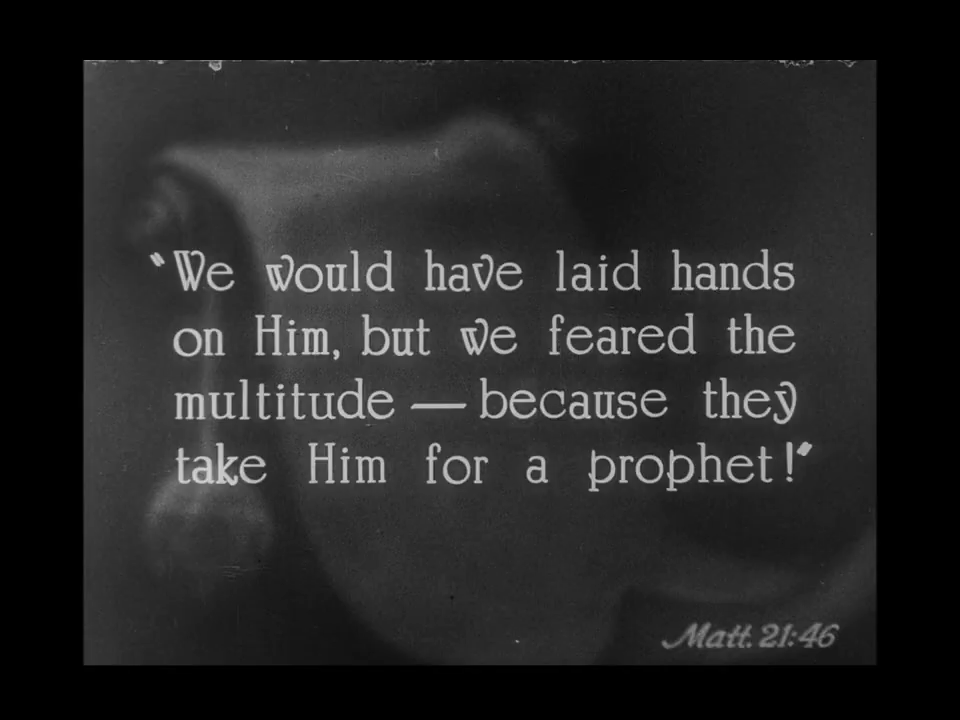 "We would have laid hands
on Him, but we feared the
multitude — because they
take Him for a prophet!"
Matt. 21:46